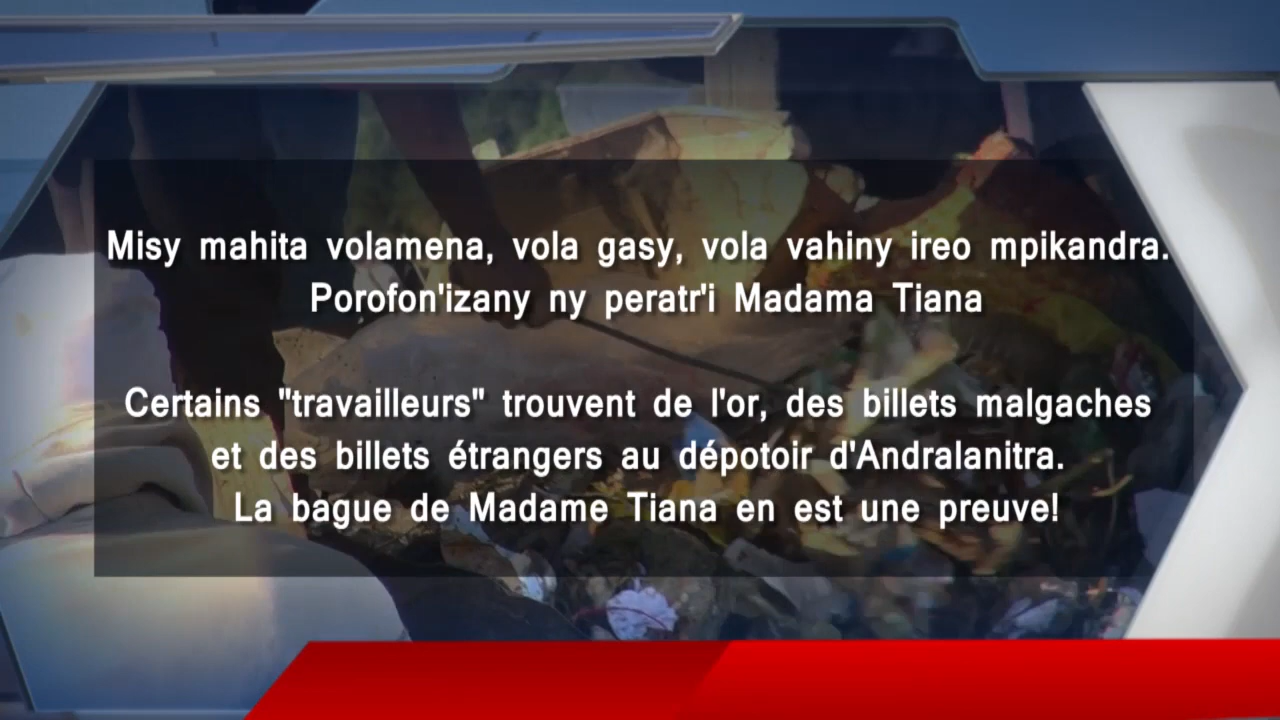 Misy mahita volamena, vola gasy, vola vahiny ireo mpikandra.
Porofon'izany ny peratr'i Madama Tiana
Certains "travailleurs" trouvent de l'or, des billets malgaches
et des billets étrangers au dépotoir d'Andralanitra.
La bague de Madame Tiana en est une preuve!